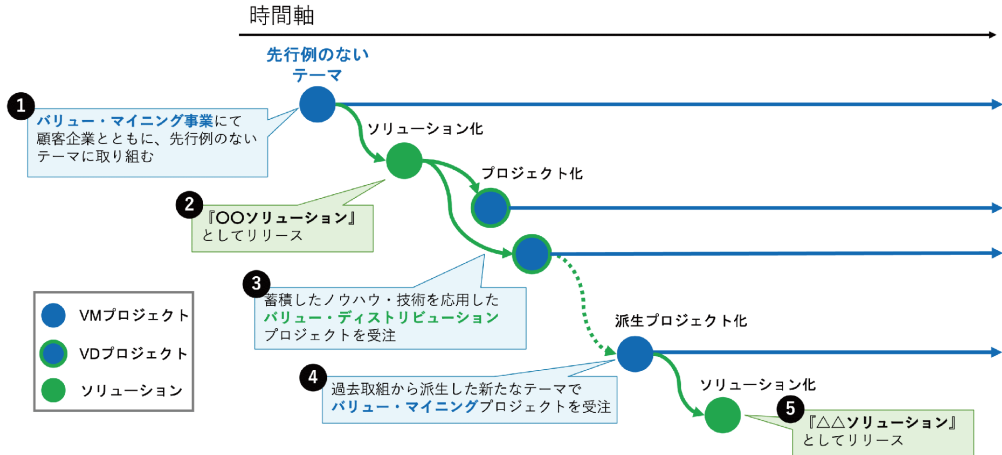 時間軸
先行例のない
テーマ
1
バリュー・マイニング事業にて
顧客企業とともに、先行例のない
テーマに取り組む
ソリューション化
プロジェクト化
2
『〇〇ソリューション』
としてリリース
3
蓄積したノウハウ・技術を応用した
バリュー・ディストリビューション
プロジェクトを受注
VMプロジェクト
VDプロジェクト
ソリューション
派生プロジェクト化
4
過去取組から派生した新たなテーマで
バリュー・マイニングプロジェクトを受注
ソリューション化
5
『△△ソリューション』
としてリリース